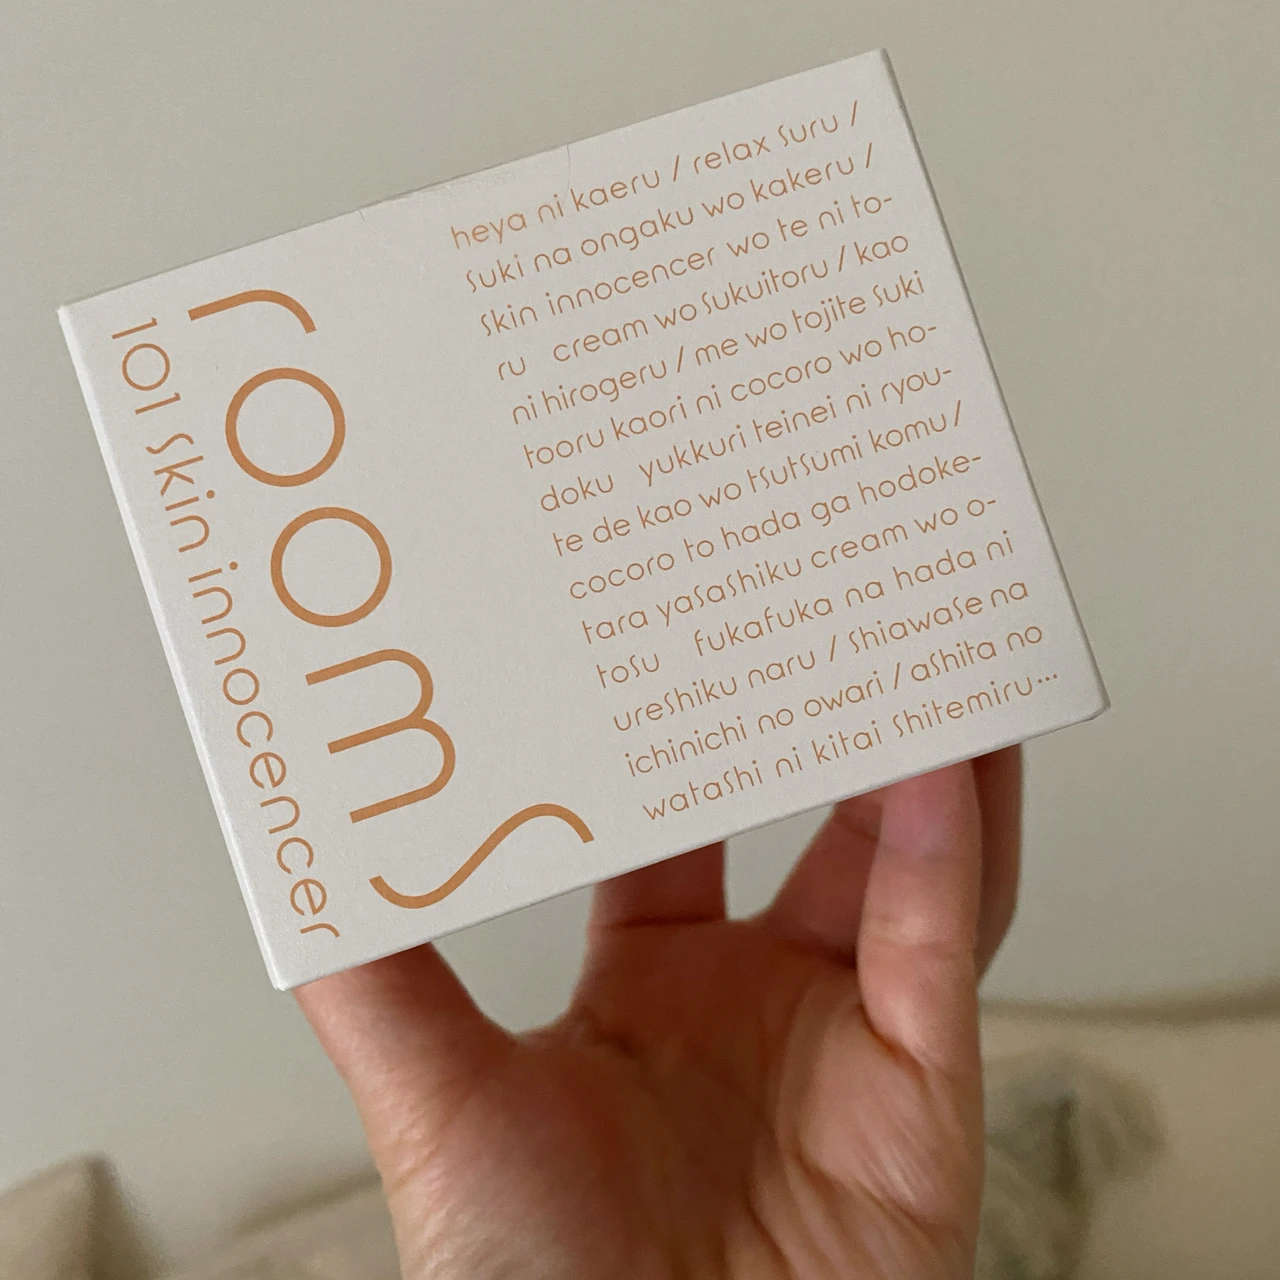 rooms
101 skin innocencer
heya ni kaeru / relax suru /
suki na ongaku wo kakeru /
skin innocencer wo te ni to-
ru cream wo sukuitoru / kao
ni hirogeru / me wo tojite suki
tooru kaori ni cocoro wo ho-
doku yukkuri teinei ni ryou-
te de kao wo tsutsumi komu /
cocoro to hada ga hodoke-
tara yasashiku cream wo o-
tosu fukafuka na hada ni
ureshiku naru / shiawase na
ichinichi no owari / ashita no
watashi ni kitai shitemiru...